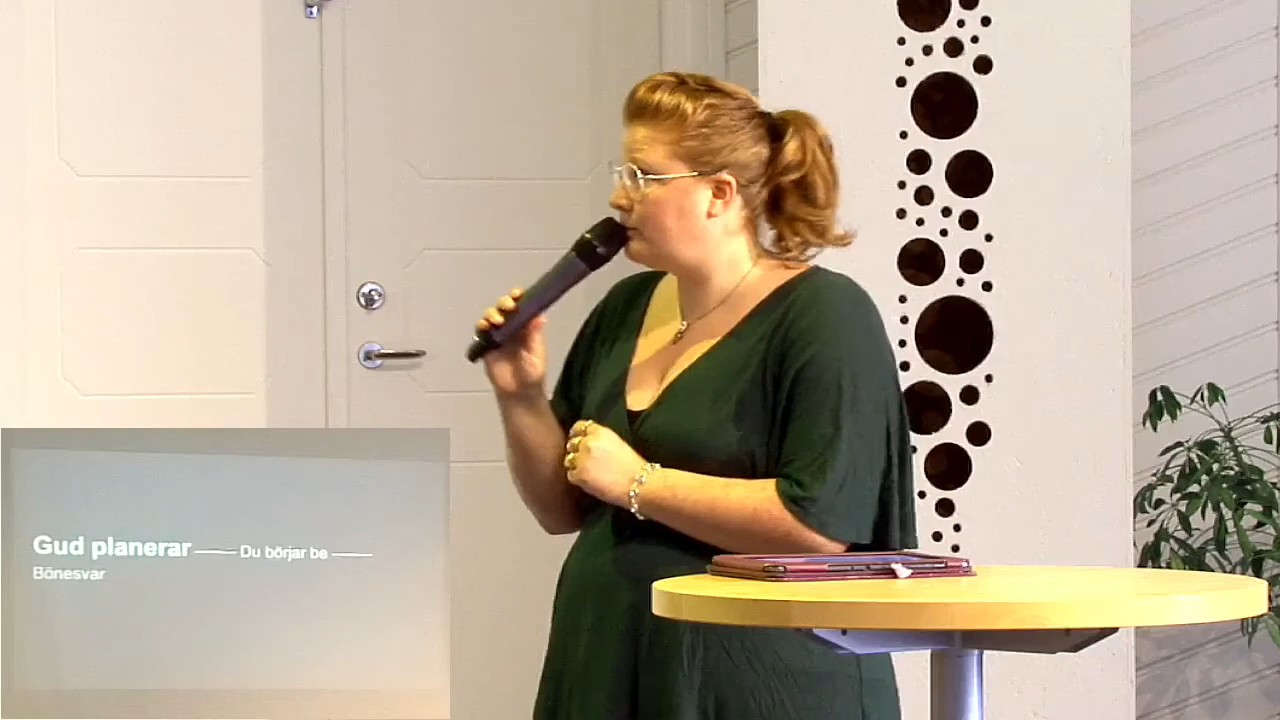 Gud planerar —— Du börjar be ——
Bönesvar